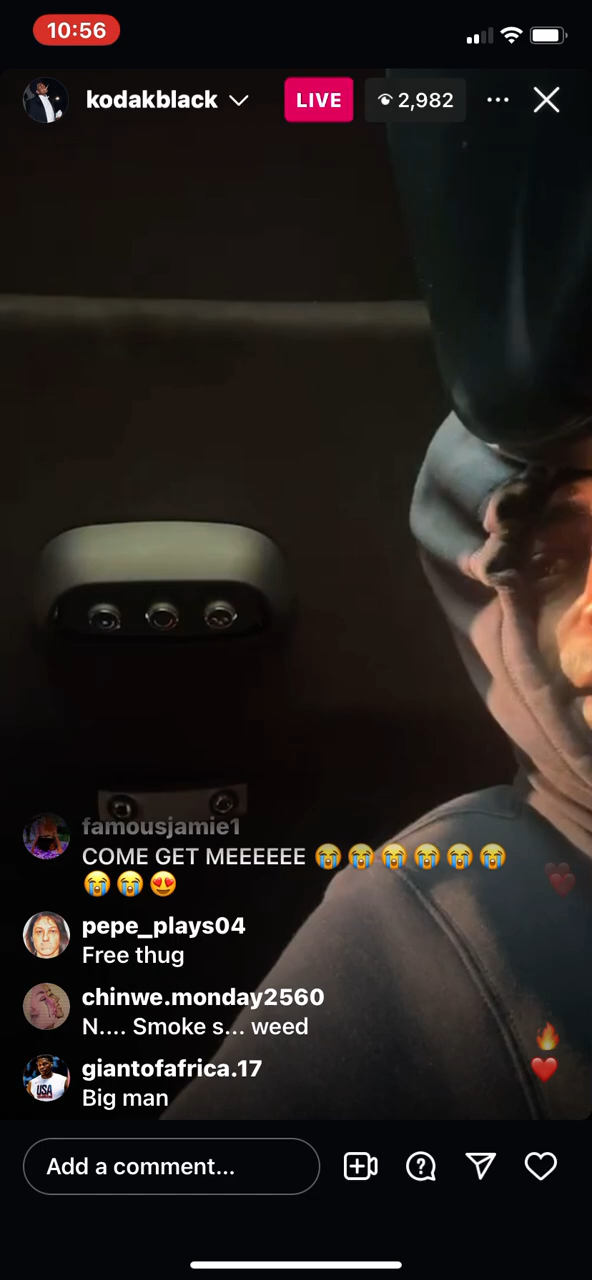 10:56
kodakblack
LIVE
2,982
famousjamie1
COME GET MEEEEEE 😭😭😭😭😭😭
😭😭😍
pepe_plays04
Free thug
chinwe.monday2560
N.... Smoke s... weed
giantofafrica.17
USA
Big man
Add a comment...